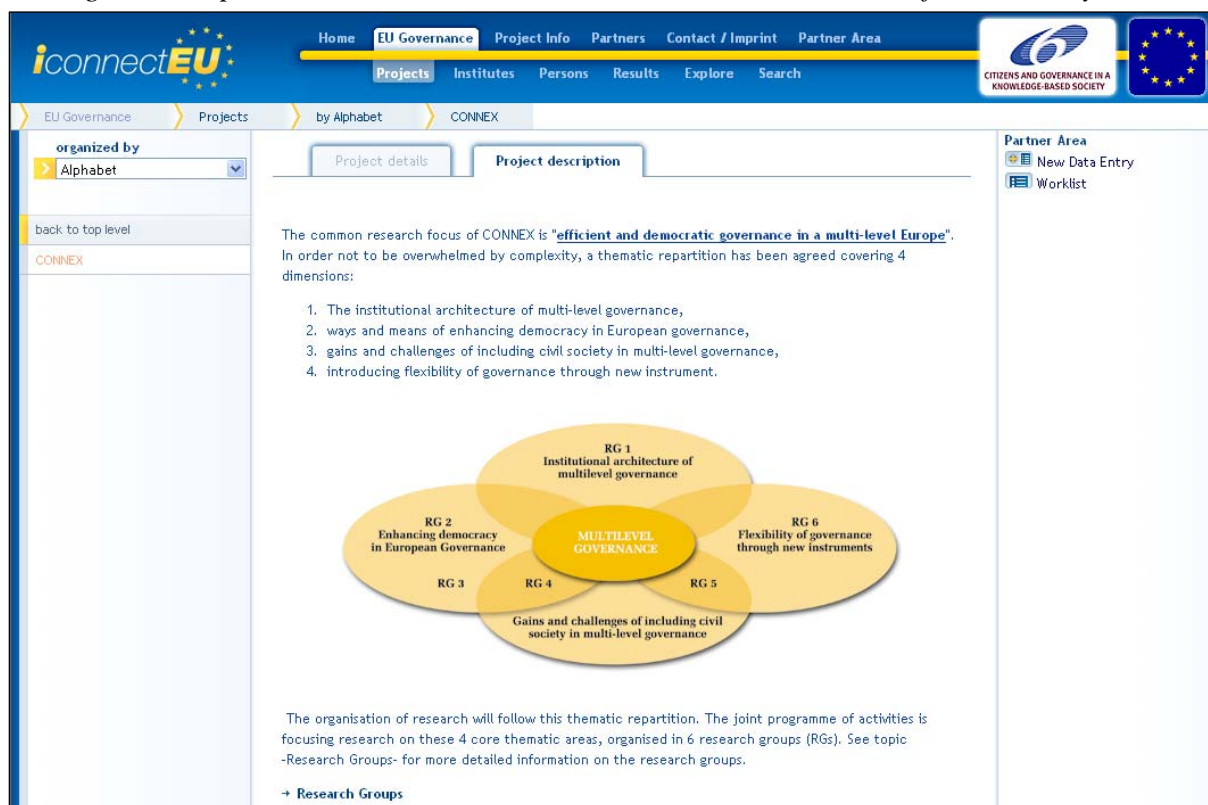 Home EU Governance Project Info Partners Contact / Imprint Partner Area
iconnectEU
Projects Institutes Persons Results Explore Search
6
CITIZENS AND GOVERNANCE IN A
KNOWLEDGE-BASED SOCIETY
EU Governance Projects by Alphabet CONNEX
organized by
Alphabet
back to top level
CONNEX
Project details Project description
Partner Area
New Data Entry
Worklist
The common research focus of CONNEX is "efficient and democratic governance in a multi-level Europe".
In order not to be overwhelmed by complexity, a thematic repartition has been agreed covering 4
dimensions:
1. The institutional architecture of multi-level governance,
2. ways and means of enhancing democracy in European governance,
3. gains and challenges of including civil society in multi-level governance,
4. introducing flexibility of governance through new instrument.
RG 1
Institutional architecture of
multilevel governance
RG 2
Enhancing democracy
in European Governance
MULTILEVEL
GOVERNANCE
RG 6
Flexibility of governance
through new instruments
RG 3 RG 4 RG 5
Gains and challenges of including civil
society in multi-level governance
The organisation of research will follow this thematic repartition. The joint programme of activities is
focusing research on these 4 core thematic areas, organised in 6 research groups (RGs). See topic
-Research Groups- for more detailed information on the research groups.
→ Research Groups